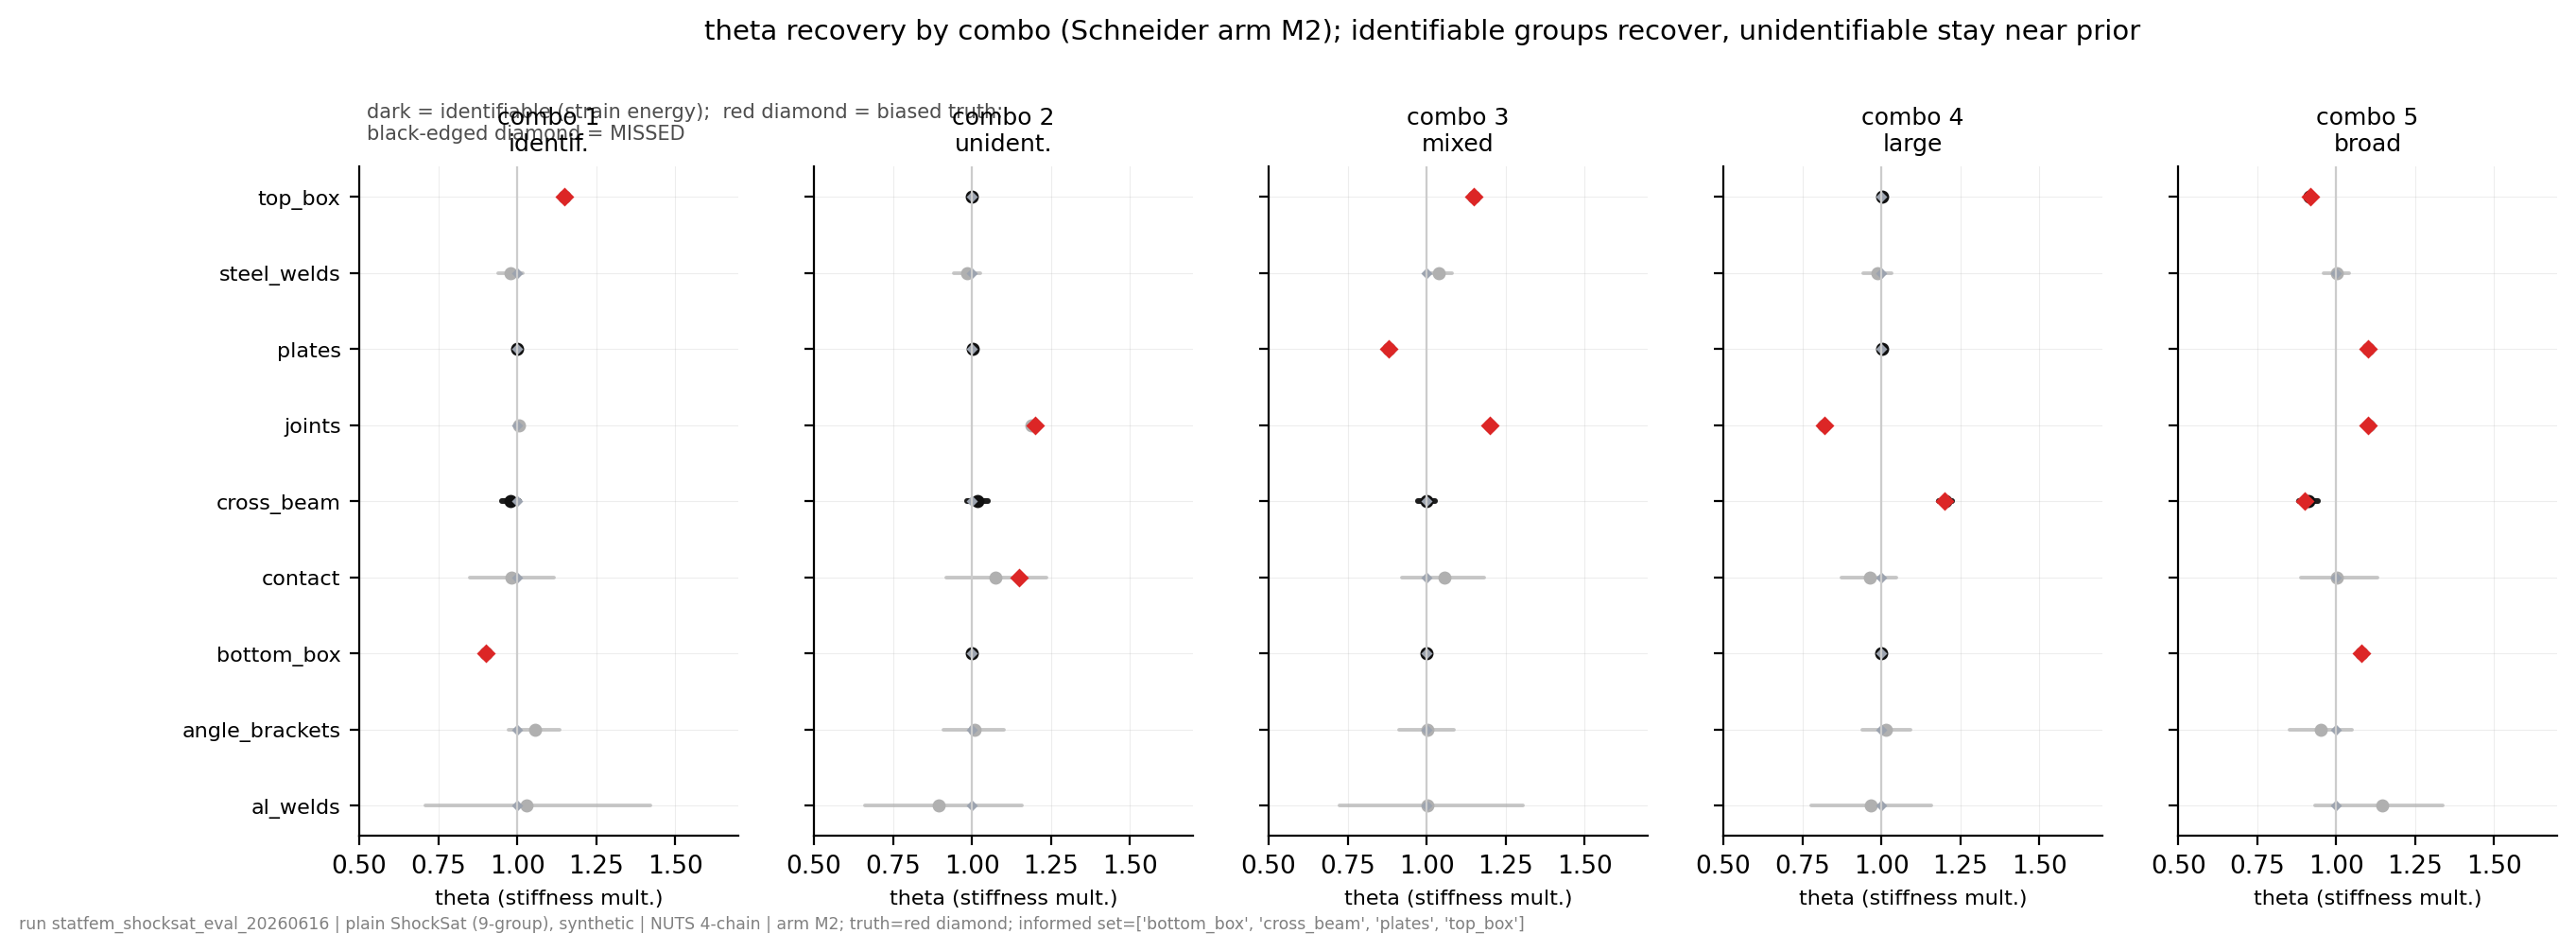 theta recovery by combo (Schneider arm M2); identifiable groups recover, unidentifiable stay near prior
dark = identifiable (strain energy);  red diamond = biased truth;
black-edged diamond = MISSED
combo 1
identif.
combo 2
unident.
combo 3
mixed
combo 4
large
combo 5
broad
top_box
steel_welds
plates
joints
cross_beam
contact
bottom_box
angle_brackets
al_welds
0.50 0.75 1.00 1.25 1.50
0.50 0.75 1.00 1.25 1.50
0.50 0.75 1.00 1.25 1.50
0.50 0.75 1.00 1.25 1.50
0.50 0.75 1.00 1.25 1.50
theta (stiffness mult.)
theta (stiffness mult.)
theta (stiffness mult.)
theta (stiffness mult.)
theta (stiffness mult.)
run statfem_shocksat_eval_20260616 | plain ShockSat (9-group), synthetic | NUTS 4-chain | arm M2; truth=red diamond; informed set=['bottom_box', 'cross_beam', 'plates', 'top_box']